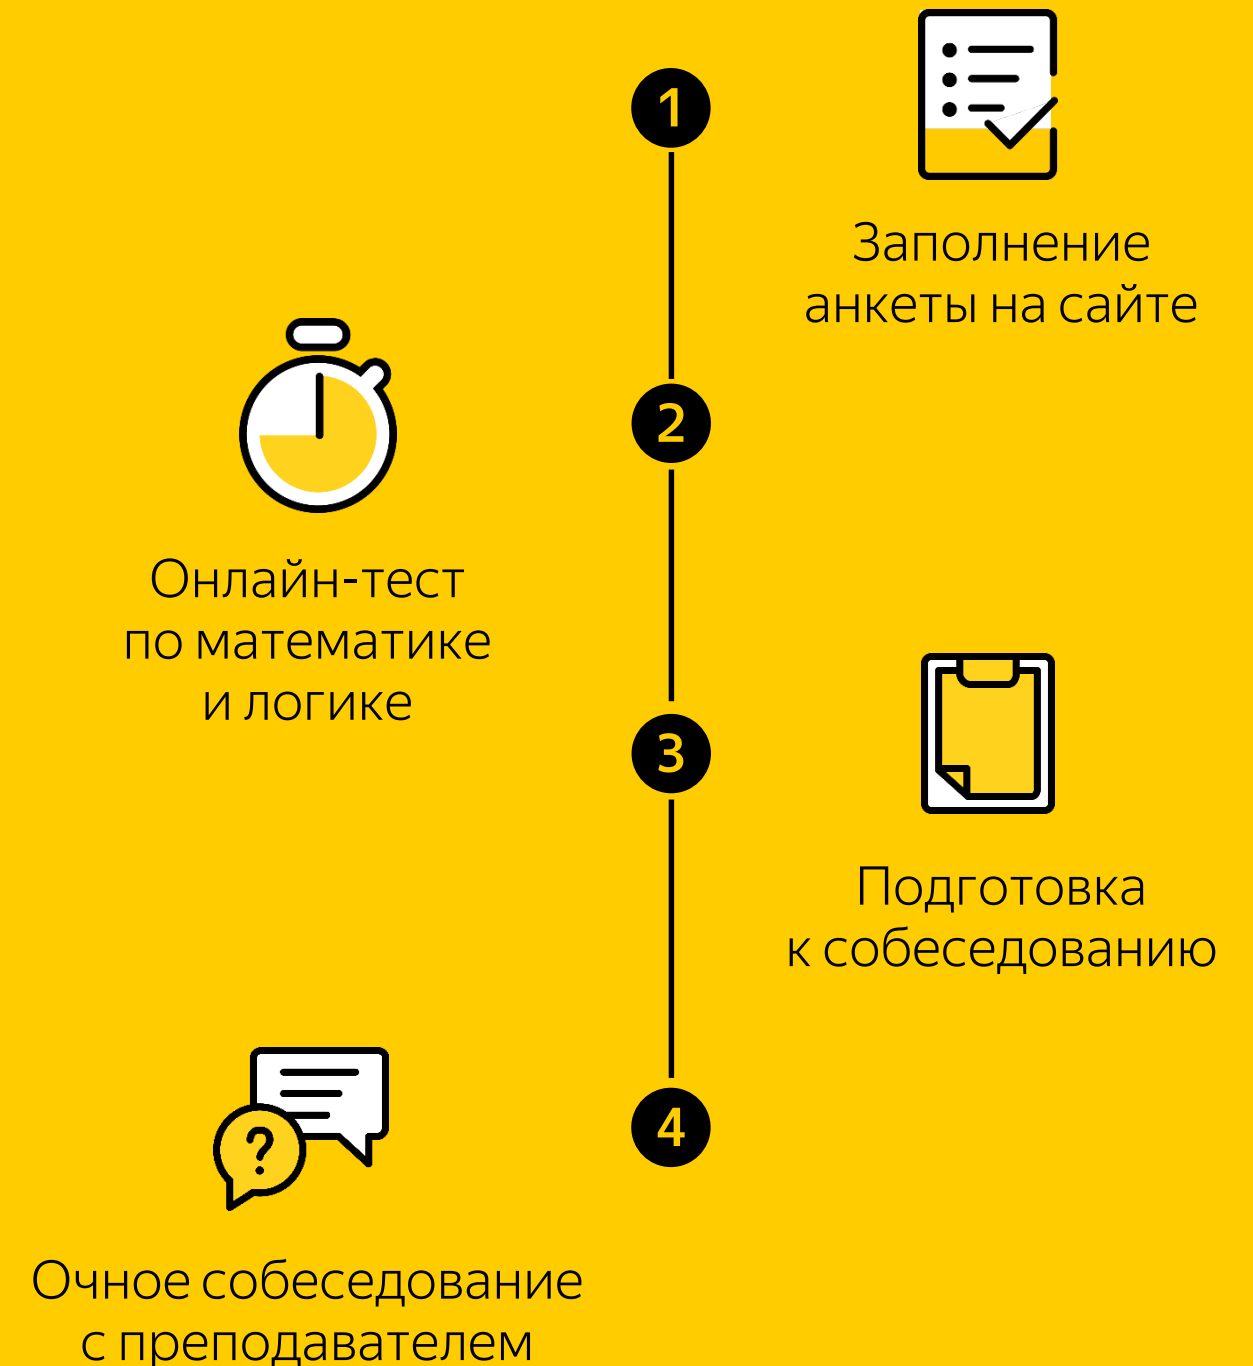 1
Заполнение
анкеты на сайте
2
Онлайн-тест
по математике
и логике
3
Подготовка
к собеседованию
4
?
Очное собеседование
с преподавателем